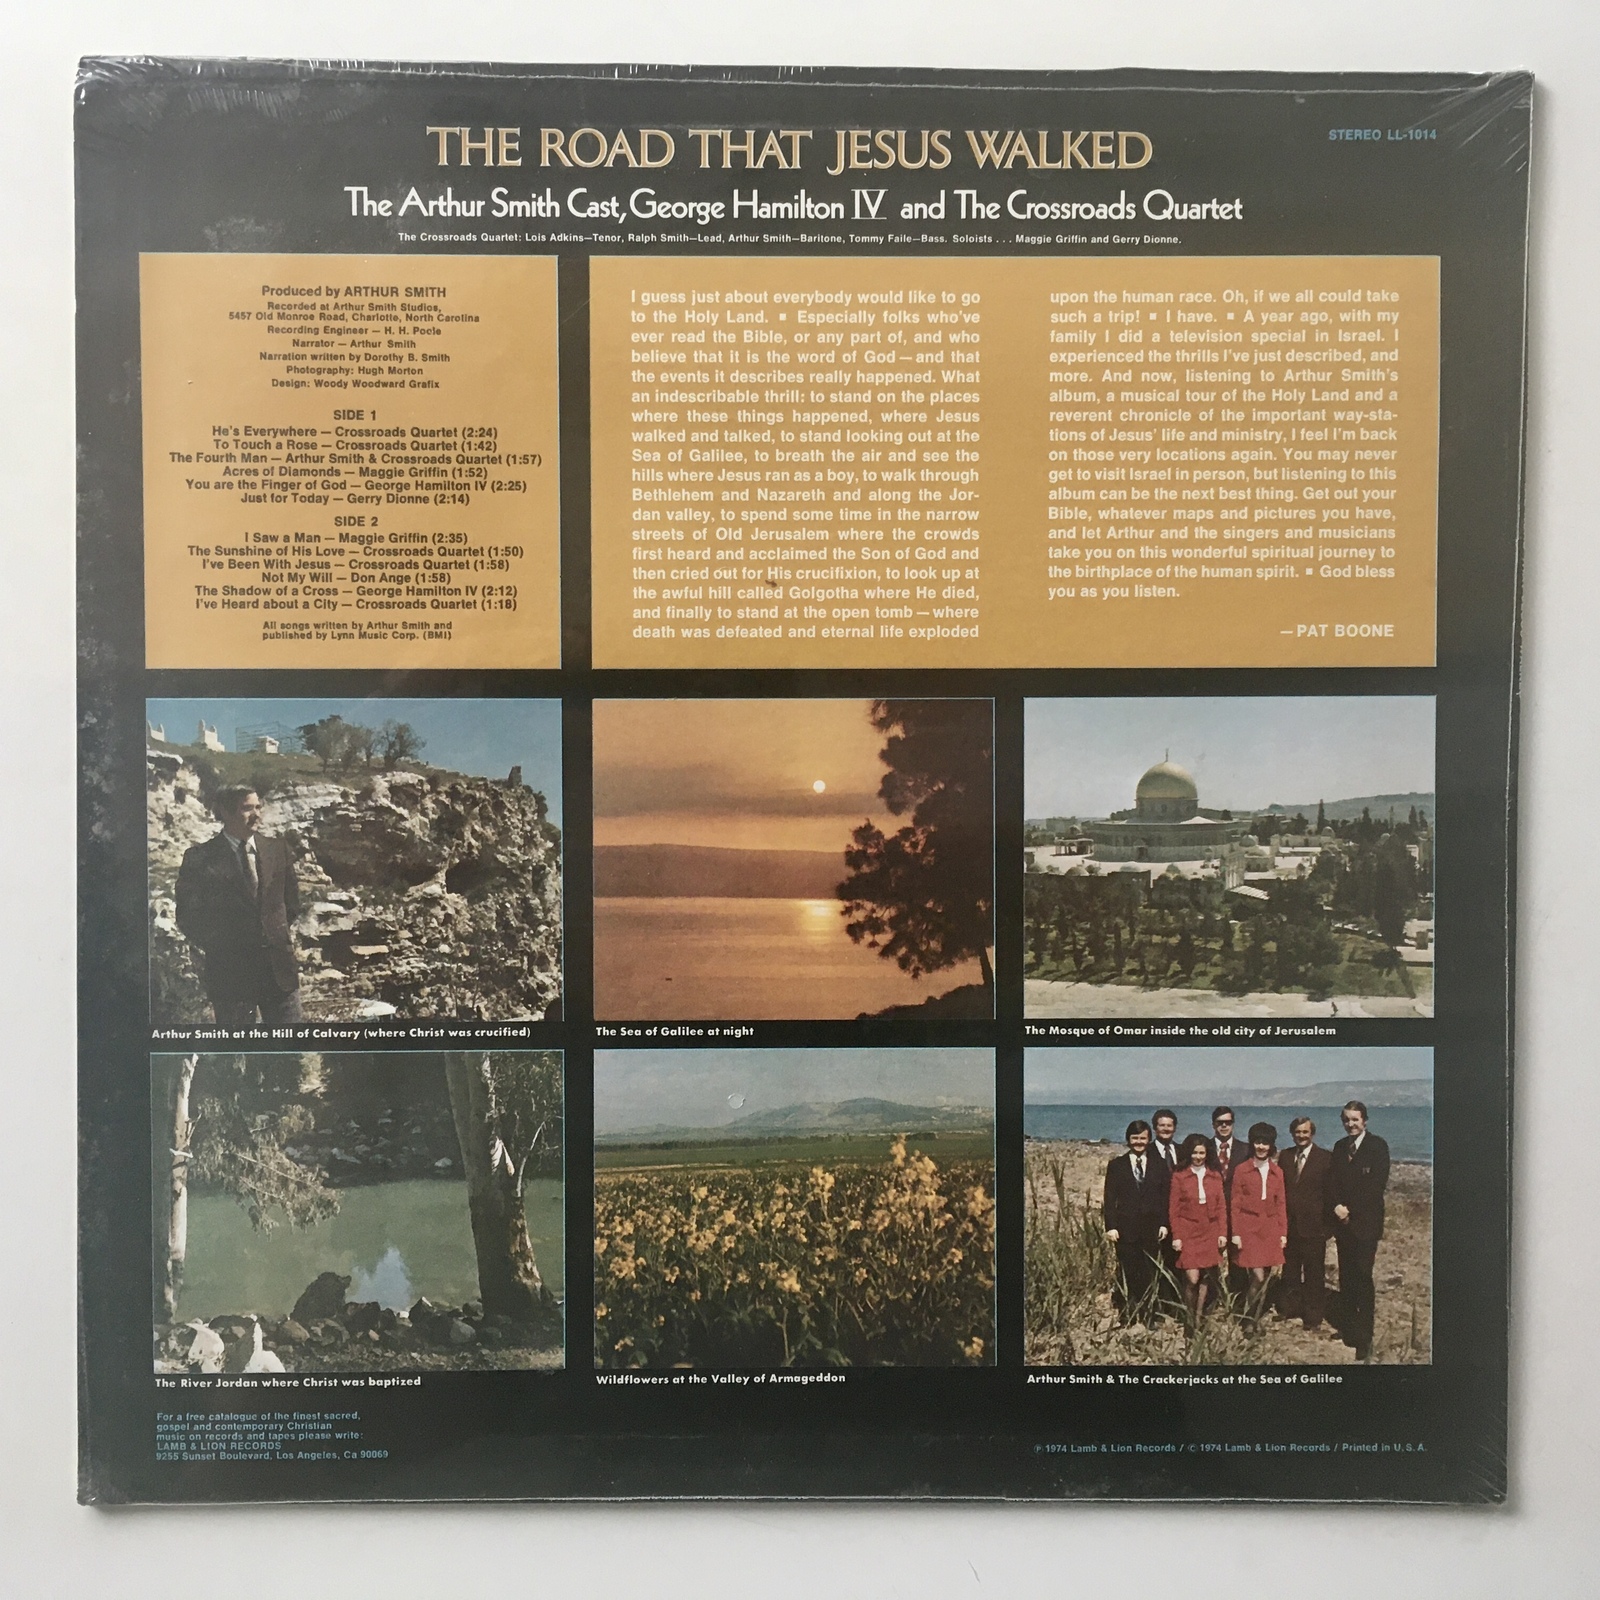 THE ROAD THAT JESUS WALKED
STEREO LL-1014
The Arthur Smith Cast, George Hamilton IV and The Crossroads Quartet
The Crossroads Quartet: Lois Adkins—Tenor, Ralph Smith—Lead, Arthur Smith—Baritone, Tommy Faile—Bass. Soloists . . . Maggie Griffin and Gerry Dionne.
Produced by ARTHUR SMITH
Recorded at Arthur Smith Studios,
5457 Old Monroe Road, Charlotte, North Carolina
Recording Engineer — H. H. Poole
Narrator — Arthur Smith
Narration written by Dorothy B. Smith
Photography: Hugh Morton
Design: Woody Woodward Grafix
SIDE 1
He's Everywhere — Crossroads Quartet (2:24)
To Touch a Rose — Crossroads Quartet (1:42)
The Fourth Man — Arthur Smith & Crossroads Quartet (1:57)
Acres of Diamonds — Maggie Griffin (1:52)
You are the Finger of God — George Hamilton IV (2:25)
Just for Today — Gerry Dionne (2:14)
SIDE 2
I Saw a Man — Maggie Griffin (2:35)
The Sunshine of His Love — Crossroads Quartet (1:50)
I've Been With Jesus — Crossroads Quartet (1:58)
Not My Will — Don Ange (1:58)
The Shadow of a Cross — George Hamilton IV (2:12)
I've Heard about a City — Crossroads Quartet (1:18)
All songs written by Arthur Smith and
published by Lynn Music Corp. (BMI)
I guess just about everybody would like to go
to the Holy Land. ▪ Especially folks who've
ever read the Bible, or any part of, and who
believe that it is the word of God — and that
the events it describes really happened. What
an indescribable thrill: to stand on the places
where these things happened, where Jesus
walked and talked, to stand looking out at the
Sea of Galilee, to breath the air and see the
hills where Jesus ran as a boy, to walk through
Bethlehem and Nazareth and along the Jor-
dan valley, to spend some time in the narrow
streets of Old Jerusalem where the crowds
first heard and acclaimed the Son of God and
then cried out for His crucifixion, to look up at
the awful hill called Golgotha where He died,
and finally to stand at the open tomb — where
death was defeated and eternal life exploded
upon the human race. Oh, if we all could take
such a trip! ▪ I have. ▪ A year ago, with my
family I did a television special in Israel. I
experienced the thrills I've just described, and
more. And now, listening to Arthur Smith's
album, a musical tour of the Holy Land and a
reverent chronicle of the important way-sta-
tions of Jesus' life and ministry, I feel I'm back
on those very locations again. You may never
get to visit Israel in person, but listening to this
album can be the next best thing. Get out your
Bible, whatever maps and pictures you have,
and let Arthur and the singers and musicians
take you on this wonderful spiritual journey to
the birthplace of the human spirit. ▪ God bless
you as you listen.
—PAT BOONE
Arthur Smith at the Hill of Calvary (where Christ was crucified)
The Sea of Galilee at night
The Mosque of Omar inside the old city of Jerusalem
The River Jordan where Christ was baptized
Wildflowers at the Valley of Armageddon
Arthur Smith & The Crackerjacks at the Sea of Galilee
For a free catalogue of the finest sacred,
gospel and contemporary Christian
music on records and tapes please write:
LAMB & LION RECORDS
9255 Sunset Boulevard, Los Angeles, Ca 90069
℗ 1974 Lamb & Lion Records / © 1974 Lamb & Lion Records / Printed in U.S.A.